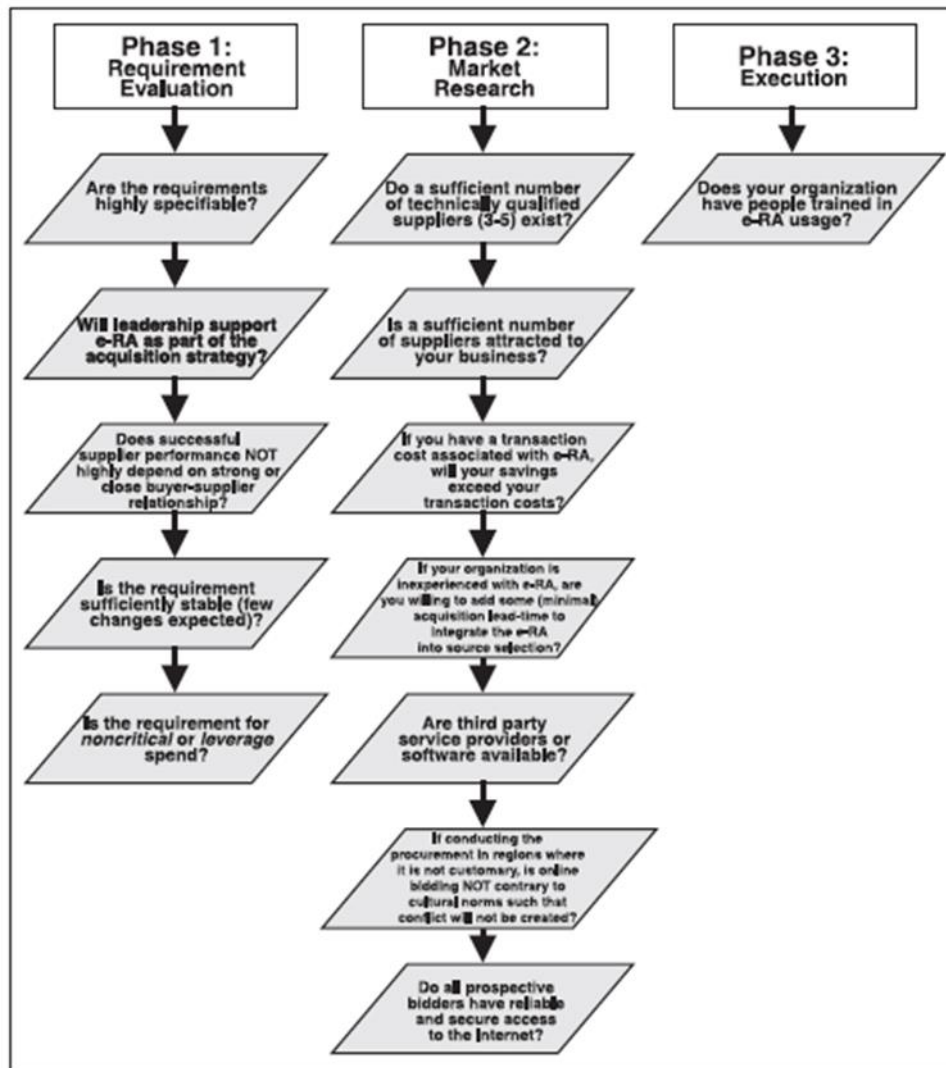 Phase 1:
Requirement
Evaluation
Are the requirements
highly specifiable?
Will leadership support
e-RA as part of the
acquisition strategy?
Does successful
supplier performance NOT
highly depend on strong or
close buyer-supplier
relationship?
Is the requirement
sufficiently stable (few
changes expected)?
Is the requirement for
noncritical or leverage
spend?
Phase 2:
Market
Research
Do a sufficient number
of technically qualified
suppliers (3-5) exist?
Is a sufficient number
of suppliers attracted to
your business?
If you have a transaction
cost associated with e-RA,
will your savings
exceed your
transaction costs?
If your organization is
inexperienced with e-RA, are
you willing to add some (minimal)
acquisition lead-time to
integrate the e-RA
into source selection?
Are third party
service providers or
software available?
If conducting the
procurement in regions where
it is not customary, is online
bidding NOT contrary to
cultural norms such that
conflict will not be created?
Do all prospective
bidders have reliable
and secure access
to the Internet?
Phase 3:
Execution
Does your organization
have people trained in
e-RA usage?